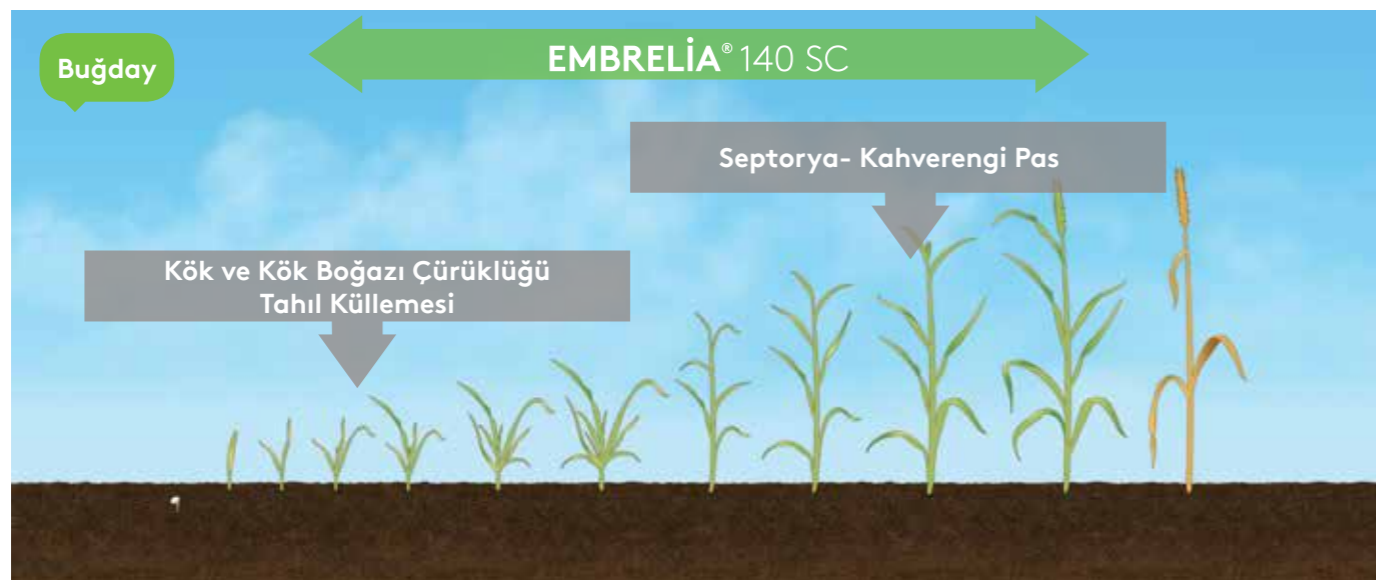 Buğday
EMBRELİA® 140 SC
Septorya- Kahverengi Pas
Kök ve Kök Boğazı Çürüklüğü
Tahıl Küllemesi